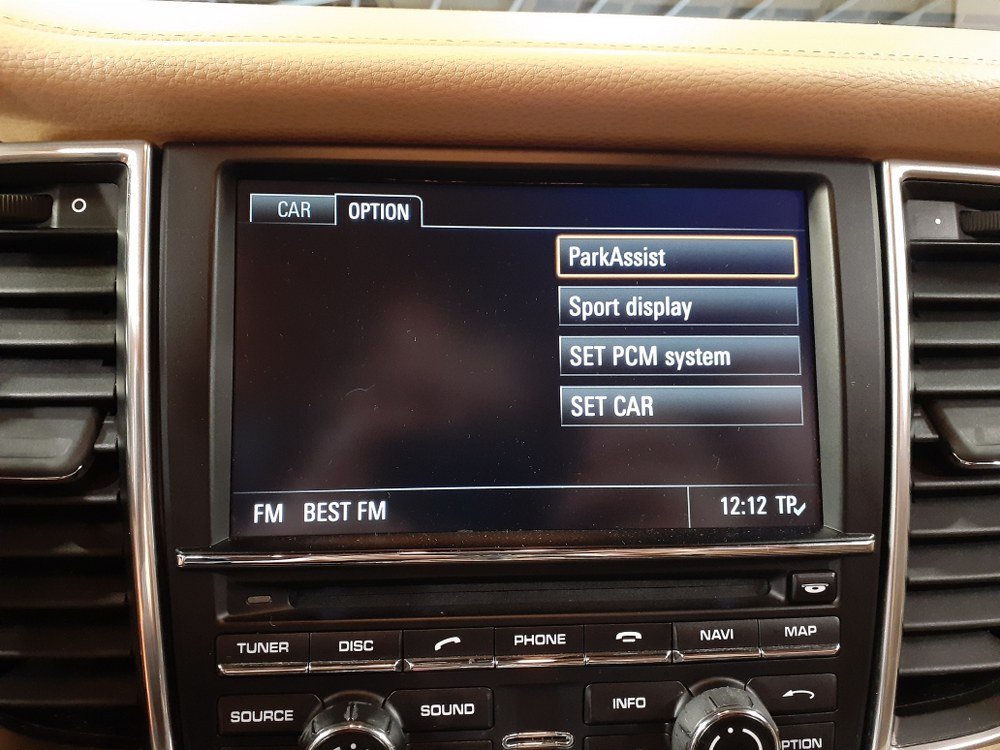 CAR OPTION
ParkAssist
Sport display
SET PCM system
SET CAR
FM BEST FM 12:12 TP
TUNER DISC PHONE NAVI MAP
SOURCE SOUND INFO